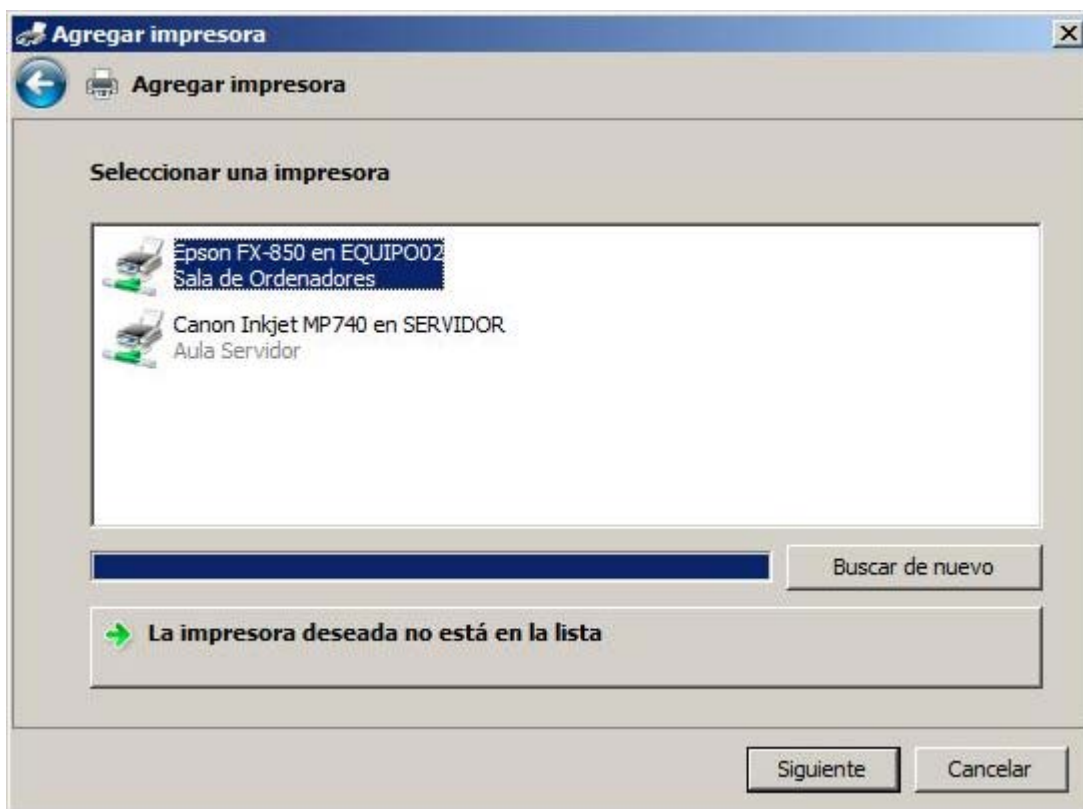 Agregar impresora
Agregar impresora
Seleccionar una impresora
Epson FX-850 en EQUIPO02
Sala de Ordenadores
Canon Inkjet MP740 en SERVIDOR
Aula Servidor
Buscar de nuevo
La impresora deseada no está en la lista
Siguiente
Cancelar